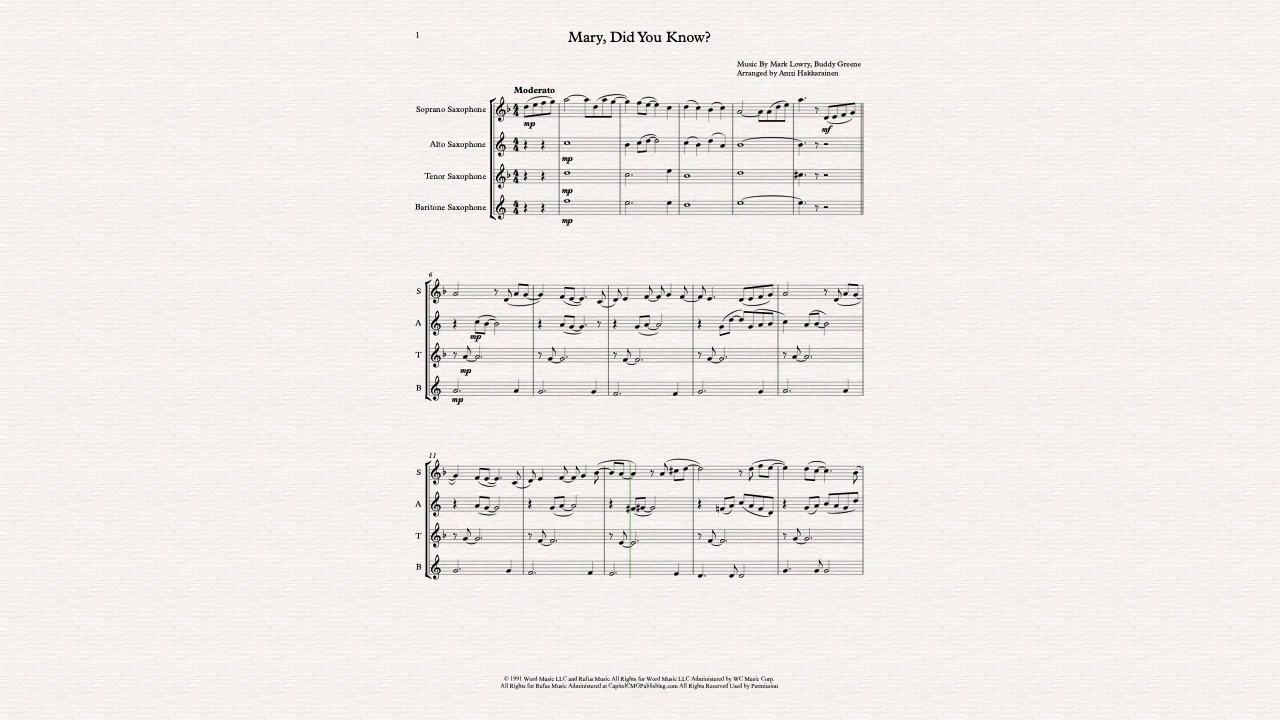 1
Mary, Did You Know?
Music By Mark Lowry, Buddy Greene
Arranged by Antti Hakkarainen
Moderato
Soprano Saxophone
mp
mf
Alto Saxophone
mp
Tenor Saxophone
mp
Baritone Saxophone
mp
6
S
A
mp
T
mp
B
mp
11
S
A
T
B
© 1991 Word Music LLC and Rufus Music All Rights for Word Music LLC Administered by WC Music Corp.
All Rights for Rufus Music Administered at CapitalCMGPublishing.com All Rights Reserved Used by Permission